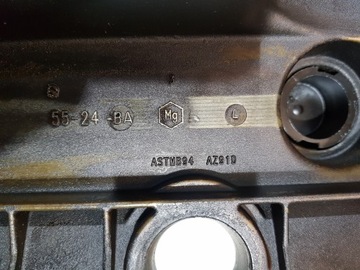 55-24-BA Mg L
ASTMB94 AZ91D